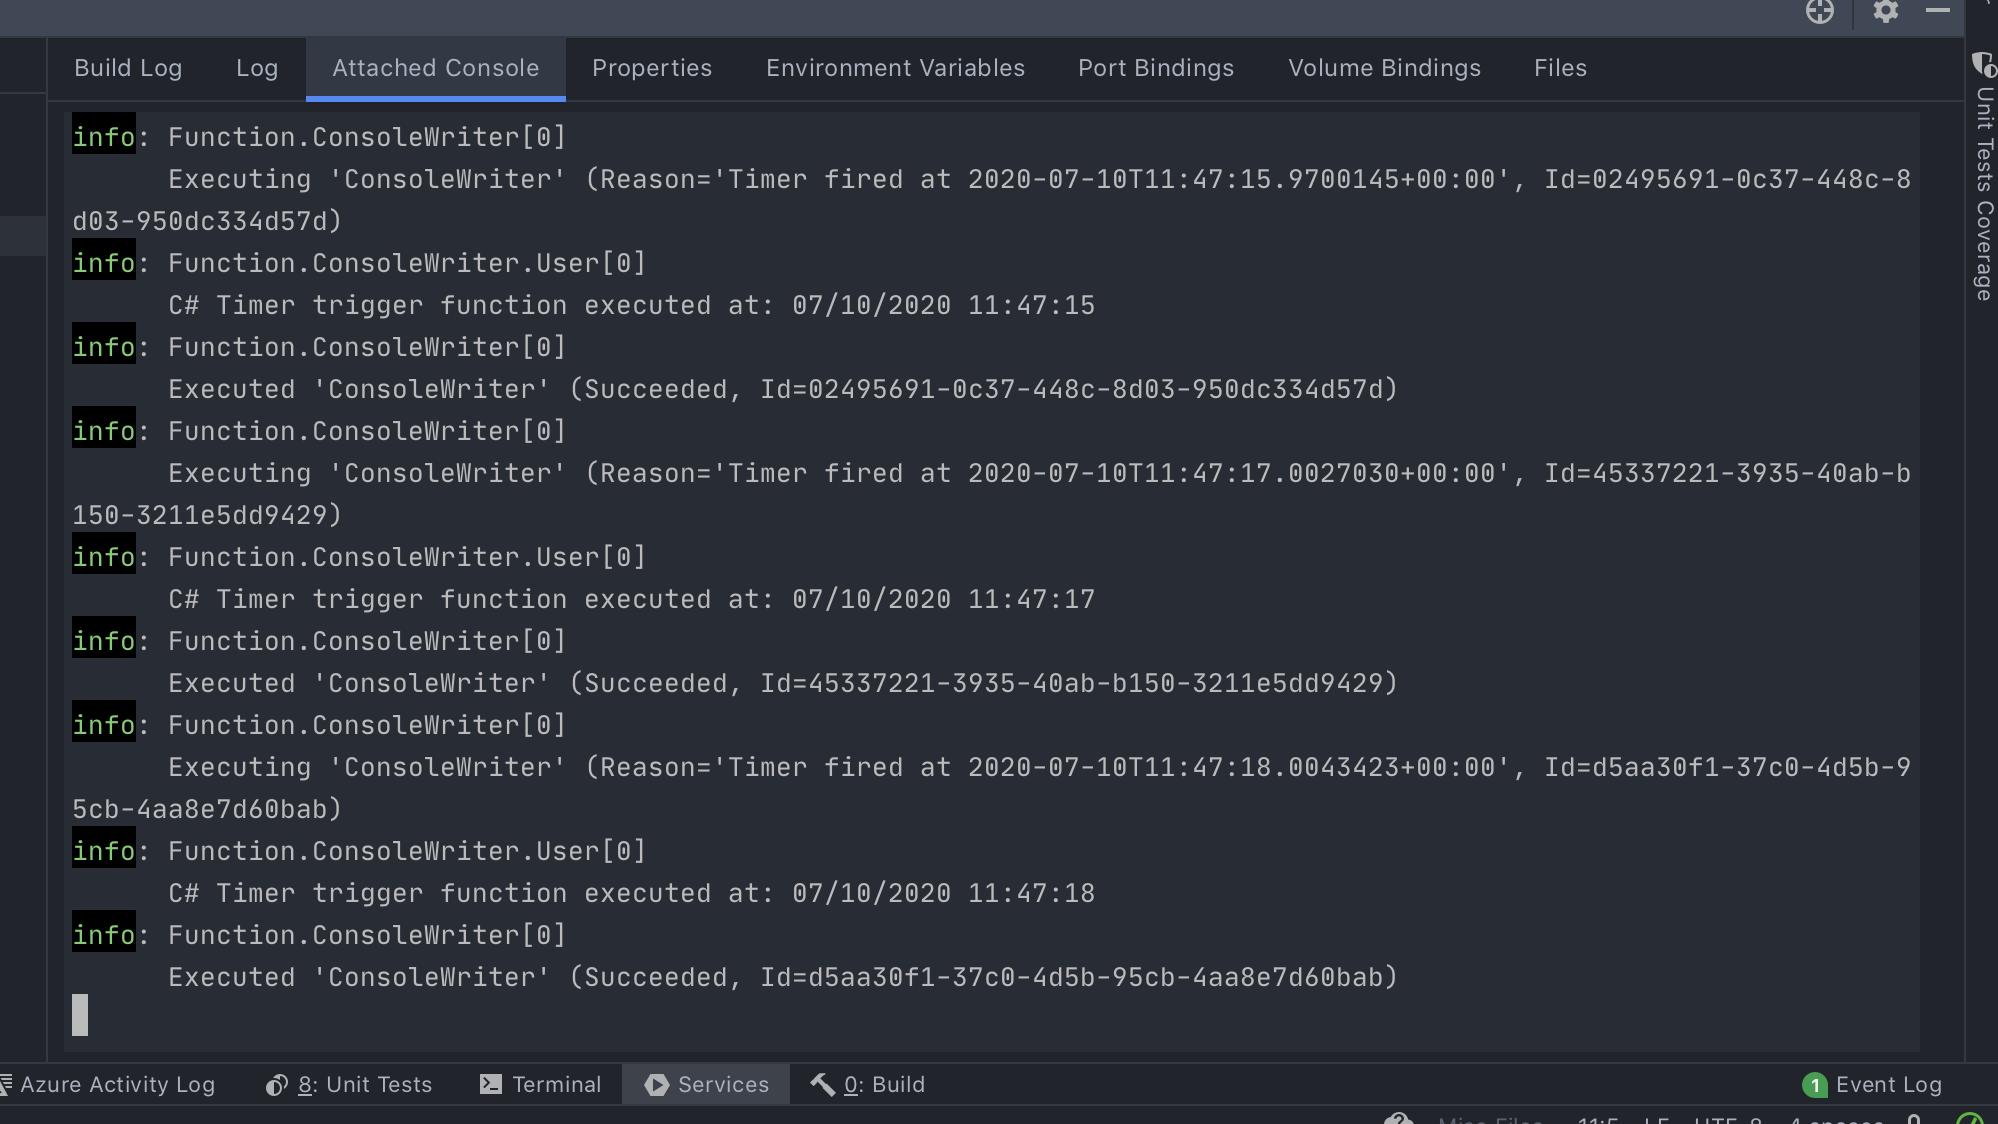 Build Log Log Attached Console Properties Environment Variables Port Bindings Volume Bindings Files
info: Function.ConsoleWriter[0]
      Executing 'ConsoleWriter' (Reason='Timer fired at 2020-07-10T11:47:15.9700145+00:00', Id=02495691-0c37-448c-8
d03-950dc334d57d)
info: Function.ConsoleWriter.User[0]
      C# Timer trigger function executed at: 07/10/2020 11:47:15
info: Function.ConsoleWriter[0]
      Executed 'ConsoleWriter' (Succeeded, Id=02495691-0c37-448c-8d03-950dc334d57d)
info: Function.ConsoleWriter[0]
      Executing 'ConsoleWriter' (Reason='Timer fired at 2020-07-10T11:47:17.0027030+00:00', Id=45337221-3935-40ab-b
150-3211e5dd9429)
info: Function.ConsoleWriter.User[0]
      C# Timer trigger function executed at: 07/10/2020 11:47:17
info: Function.ConsoleWriter[0]
      Executed 'ConsoleWriter' (Succeeded, Id=45337221-3935-40ab-b150-3211e5dd9429)
info: Function.ConsoleWriter[0]
      Executing 'ConsoleWriter' (Reason='Timer fired at 2020-07-10T11:47:18.0043423+00:00', Id=d5aa30f1-37c0-4d5b-9
5cb-4aa8e7d60bab)
info: Function.ConsoleWriter.User[0]
      C# Timer trigger function executed at: 07/10/2020 11:47:18
info: Function.ConsoleWriter[0]
      Executed 'ConsoleWriter' (Succeeded, Id=d5aa30f1-37c0-4d5b-95cb-4aa8e7d60bab)
Unit Tests Coverage
Azure Activity Log 8: Unit Tests Terminal Services 0: Build 1 Event Log